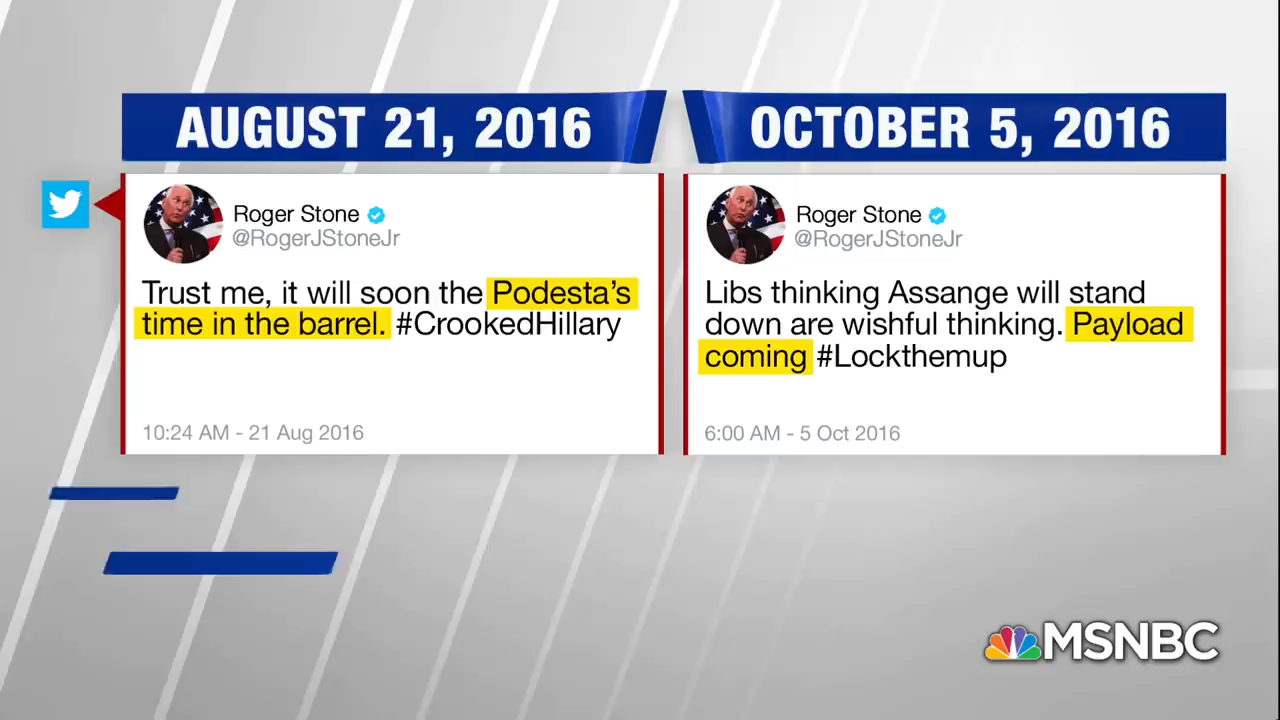 AUGUST 21, 2016
Roger Stone
@RogerJStoneJr
Trust me, it will soon the Podesta's
time in the barrel. #CrookedHillary
10:24 AM - 21 Aug 2016
OCTOBER 5, 2016
Roger Stone
@RogerJStoneJr
Libs thinking Assange will stand
down are wishful thinking. Payload
coming #Lockthemup
6:00 AM - 5 Oct 2016
MSNBC